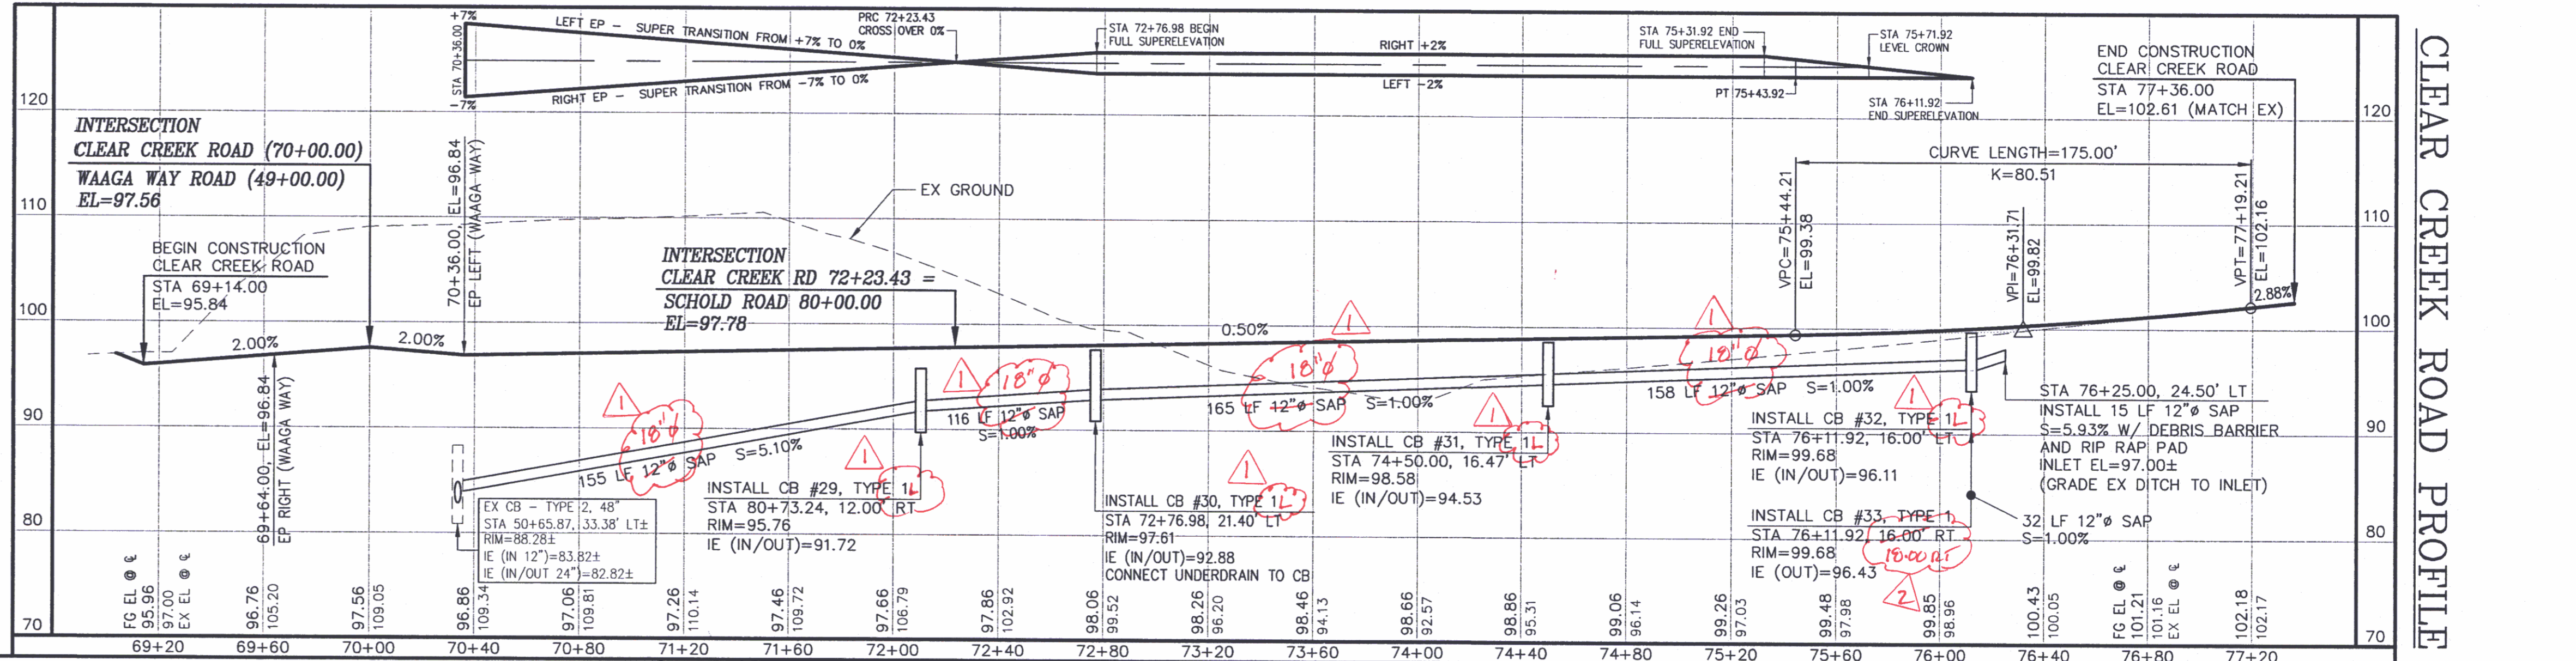 +7%
STA 70+36.00
-7%
LEFT EP - SUPER TRANSITION FROM +7% TO 0%
RIGHT EP - SUPER TRANSITION FROM -7% TO 0%
PRC 72+23.43
CROSS OVER 0%
STA 72+76.98 BEGIN
FULL SUPERELEVATION
RIGHT +2%
LEFT -2%
STA 75+31.92 END
FULL SUPERELEVATION
STA 75+71.92
LEVEL CROWN
PT 75+43.92
STA 76+11.92
END SUPERELEVATION
END CONSTRUCTION
CLEAR CREEK ROAD
STA 77+36.00
EL=102.61 (MATCH EX)
CLEAR CREEK ROAD PROFILE
120
110
100
90
80
70
120
110
100
90
80
70
INTERSECTION
CLEAR CREEK ROAD (70+00.00)
WAAGA WAY ROAD (49+00.00)
EL=97.56
BEGIN CONSTRUCTION
CLEAR CREEK ROAD
STA 69+14.00
EL=95.84
70+36.00, EL=96.84
EP LEFT (WAAGA WAY)
EX GROUND
INTERSECTION
CLEAR CREEK RD 72+23.43 =
SCHOLD ROAD 80+00.00
EL=97.78
CURVE LENGTH=175.00'
K=80.51
VPC=75+44.21
EL=99.38
VPI=76+31.71
EL=99.82
VPT=77+19.21
EL=102.16
2.88%
2.00%
2.00%
0.50%
69+64.00, EL=96.84
EP RIGHT (WAAGA WAY)
1
18"ø
155 LF 12"ø SAP S=5.10%
1
18"ø
116 LF 12"ø SAP
S=1.00%
1
18"ø
165 LF 12"ø SAP S=1.00%
1
18"ø
158 LF 12"ø SAP S=1.00%
EX CB - TYPE 2, 48"
STA 50+65.87, 33.38' LT±
RIM=88.28±
IE (IN 12")=83.82±
IE (IN/OUT 24")=82.82±
1
INSTALL CB #29, TYPE 1L
STA 80+73.24, 12.00' RT
RIM=95.76
IE (IN/OUT)=91.72
1
INSTALL CB #30, TYPE 1L
STA 72+76.98, 21.40' LT
RIM=97.61
IE (IN/OUT)=92.88
CONNECT UNDERDRAIN TO CB
1
INSTALL CB #31, TYPE 1L
STA 74+50.00, 16.47' LT
RIM=98.58
IE (IN/OUT)=94.53
1
INSTALL CB #32, TYPE 1L
STA 76+11.92, 16.00' LT
RIM=99.68
IE (IN/OUT)=96.11
INSTALL CB #33, TYPE 1
STA 76+11.92, 16.00' RT
18.00 RT
RIM=99.68
IE (OUT)=96.43
2
STA 76+25.00, 24.50' LT
INSTALL 15 LF 12"ø SAP
S=5.93% W/ DEBRIS BARRIER
AND RIP RAP PAD
INLET EL=97.00±
(GRADE EX DITCH TO INLET)
32 LF 12"ø SAP
S=1.00%
FG EL @ ℄
95.96
97.00
EX EL @ ℄
96.76
105.20
97.56
109.05
96.86
109.34
97.06
109.81
97.26
110.14
97.46
109.72
97.66
106.79
97.86
102.92
98.06
99.52
98.26
96.20
98.46
94.13
98.66
92.57
98.86
95.31
99.06
96.14
99.26
97.03
99.48
97.98
99.85
98.96
100.43
100.05
FG EL @ ℄
101.21
101.16
EX EL @ ℄
102.18
102.17
69+20 69+60 70+00 70+40 70+80 71+20 71+60 72+00 72+40 72+80 73+20 73+60 74+00 74+40 74+80 75+20 75+60 76+00 76+40 76+80 77+20